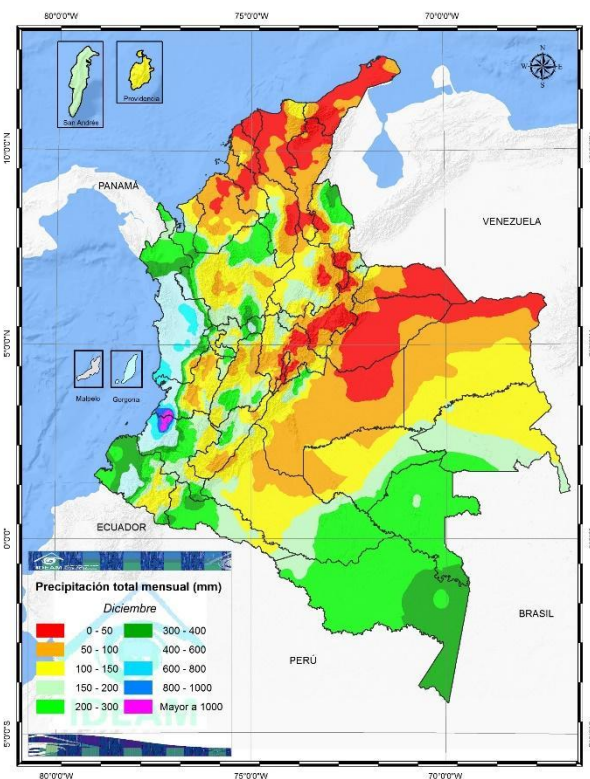 80°0'0"W 75°0'0"W 70°0'0"W
N
W E
S
San Andrés
Providencia
10°0'0"N
PANAMÁ
VENEZUELA
5°0'0"N
Malpelo
Gorgona
0°0'0"
ECUADOR
IDEAM
Precipitación total mensual (mm)
Diciembre
0 - 50 300 - 400
50 - 100 400 - 600
100 - 150 600 - 800
150 - 200 800 - 1000
200 - 300 Mayor a 1000
IDEAM
BRASIL
PERÚ
5°0'0"S
80°0'0"W 75°0'0"W 70°0'0"W